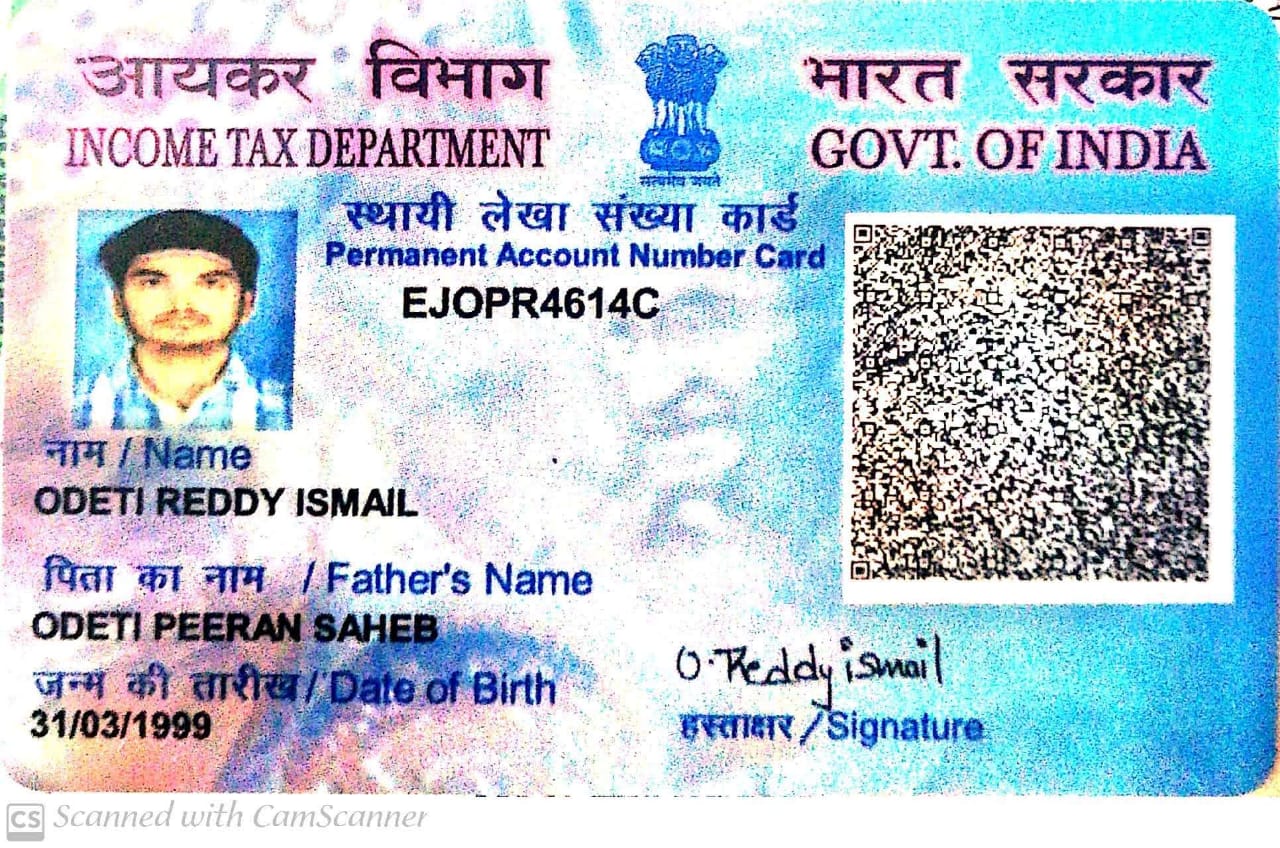 आयकर विभाग
INCOME TAX DEPARTMENT
सत्यमेव जयते
भारत सरकार
GOVT. OF INDIA
स्थायी लेखा संख्या कार्ड
Permanent Account Number Card
EJOPR4614C
नाम / Name
ODETI REDDY ISMAIL
पिता का नाम / Father's Name
ODETI PEERAN SAHEB
जन्म की तारीख / Date of Birth
31/03/1999
O. Reddy ismail
हस्ताक्षर / Signature
CS Scanned with CamScanner